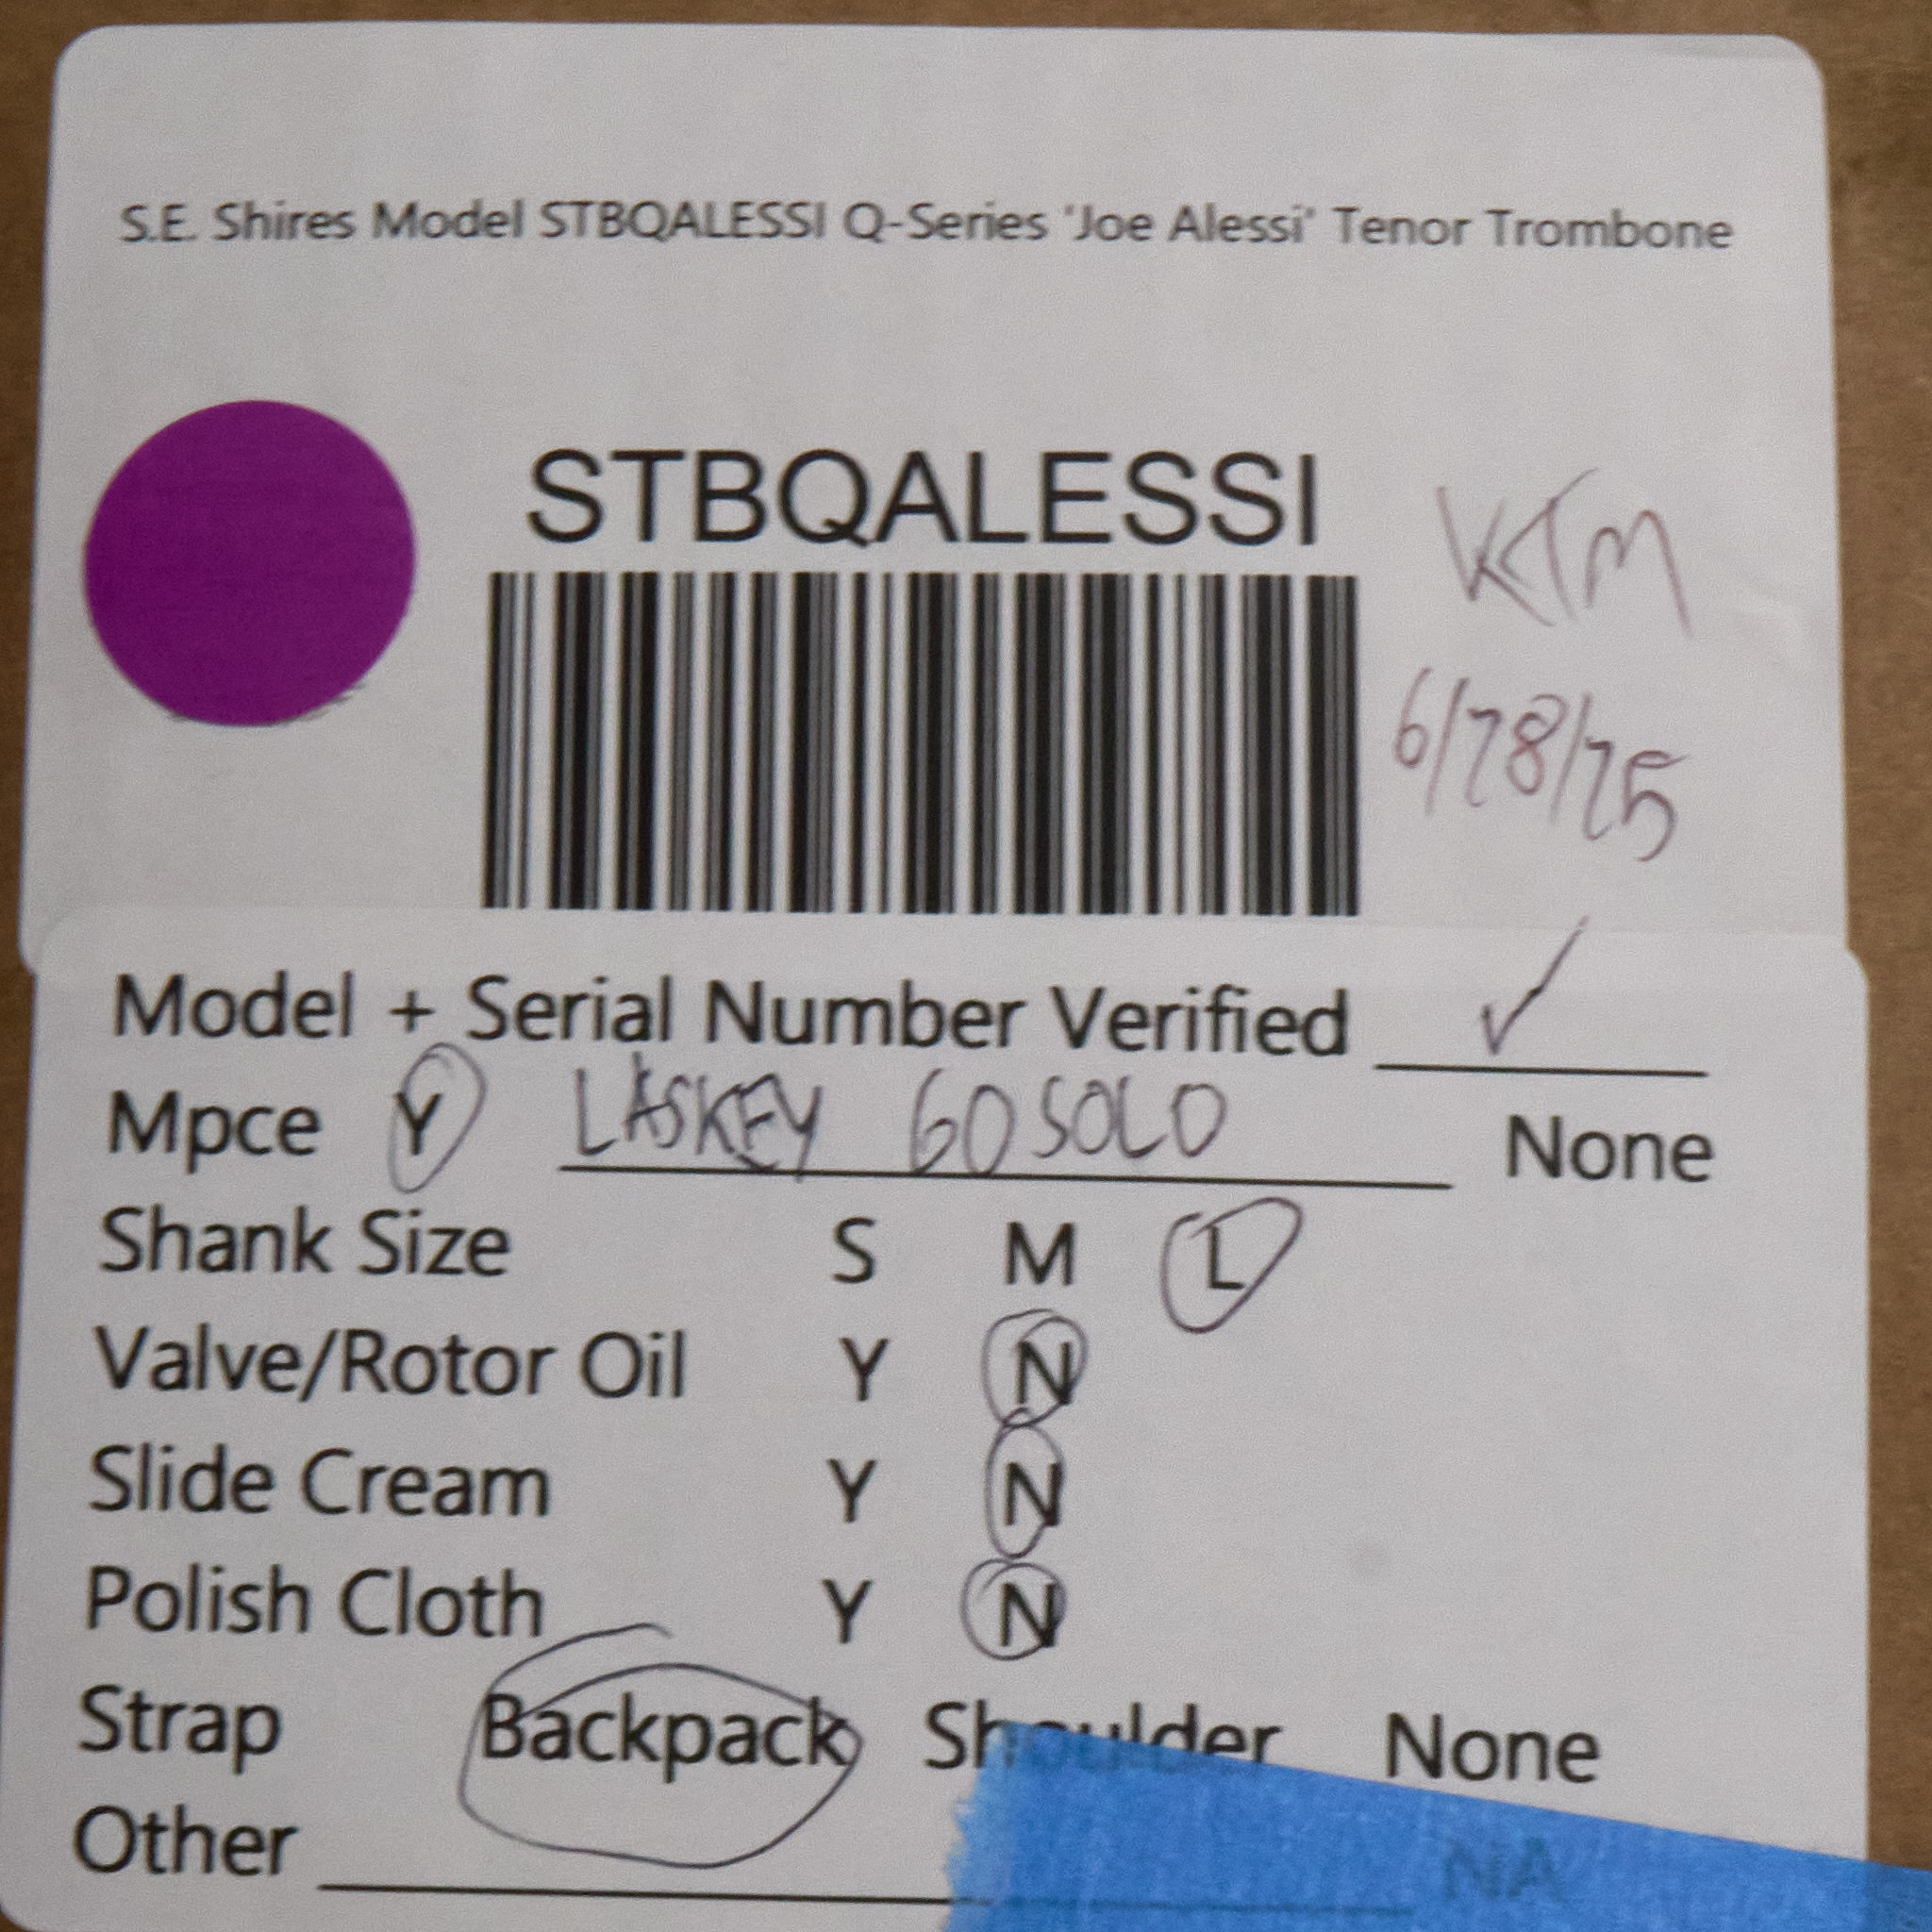 S.E. Shires Model STBQALESSI Q-Series 'Joe Alessi' Tenor Trombone
STBQALESSI
KTM
6/28/25
Model + Serial Number Verified ✓
Mpce Y LASKEY 60 SOLO None
Shank Size S M L
Valve/Rotor Oil Y N
Slide Cream Y N
Polish Cloth Y N
Strap Backpack Shoulder None
Other NA